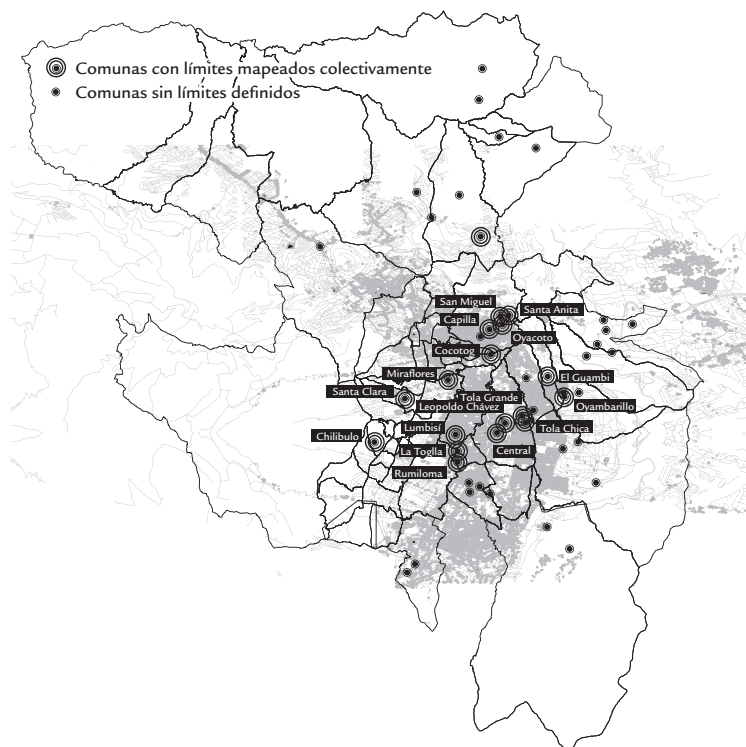 Comunas con límites mapeados colectivamente
Comunas sin límites definidos
San Miguel
Santa Anita
Capilla
Oyacoto
Cocotog
Miraflores
El Guambi
Santa Clara
Tola Grande
Leopoldo Chávez
Oyambarillo
Lumbisí
Tola Chica
Chilibulo
La Toglla
Central
Rumiloma